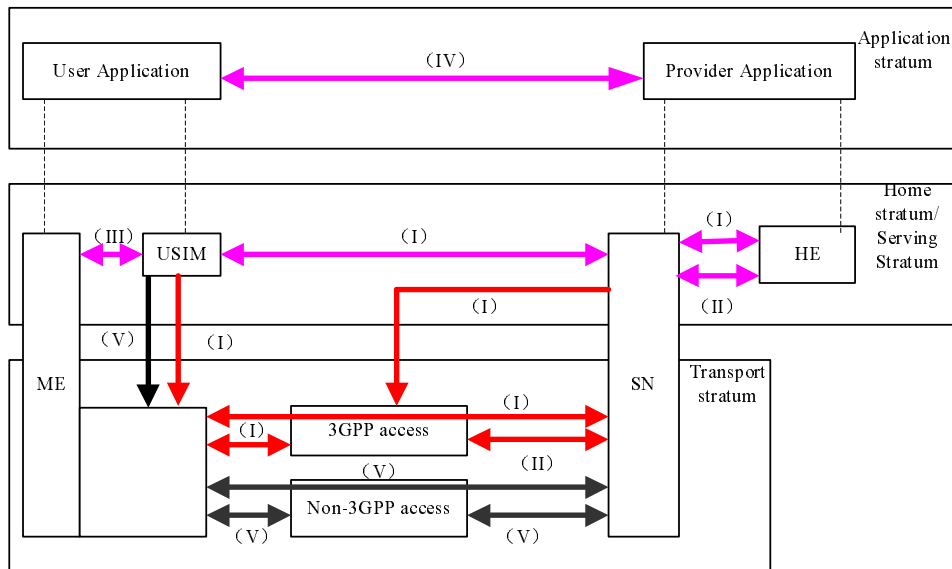 Application
stratum
User Application
(IV)
Provider Application
Home
stratum/
Serving
Stratum
(III)
USIM
(I)
(I)
HE
(II)
(V)
(I)
(I)
ME
SN
Transport
stratum
(I)
3GPP access
(I)
(II)
(V)
Non-3GPP access
(V)
(V)